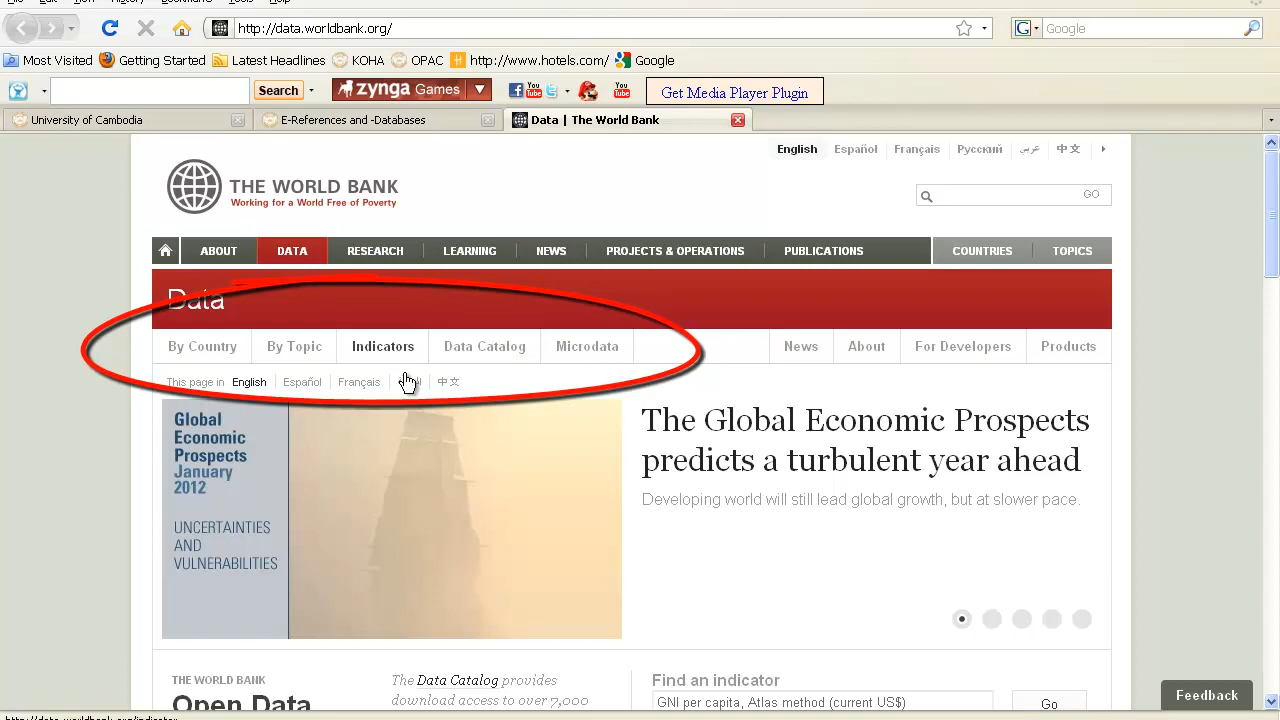 http://data.worldbank.org/
Google
Most Visited Getting Started Latest Headlines KOHA OPAC http://www.hotels.com/ Google
Search zynga Games Get Media Player Plugin
University of Cambodia E-References and -Databases Data | The World Bank
English Español Français Русский عربي 中文
THE WORLD BANK
Working for a World Free of Poverty
GO
ABOUT DATA RESEARCH LEARNING NEWS PROJECTS & OPERATIONS PUBLICATIONS COUNTRIES TOPICS
Data
By Country By Topic Indicators Data Catalog Microdata News About For Developers Products
This page in English Español Français 中文
Global
Economic
Prospects
January
2012
UNCERTAINTIES
AND
VULNERABILITIES
The Global Economic Prospects
predicts a turbulent year ahead
Developing world will still lead global growth, but at slower pace.
THE WORLD BANK
Open Data
The Data Catalog provides
download access to over 7,000
Find an indicator
GNI per capita, Atlas method (current US$)
Go
Feedback